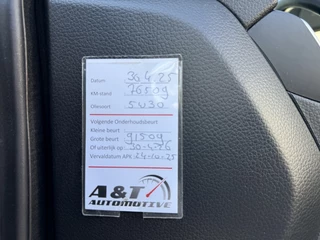 Datum: 30.4.25
KM-stand: 76509
Oliesoort: 5W30
Volgende Onderhoudsbeurt
Kleine beurt :
Grote beurt : 91509
Of uiterlijk op: 30-4-26
Vervaldatum APK: 24-10-25
A&T
AUTOMOTIVE